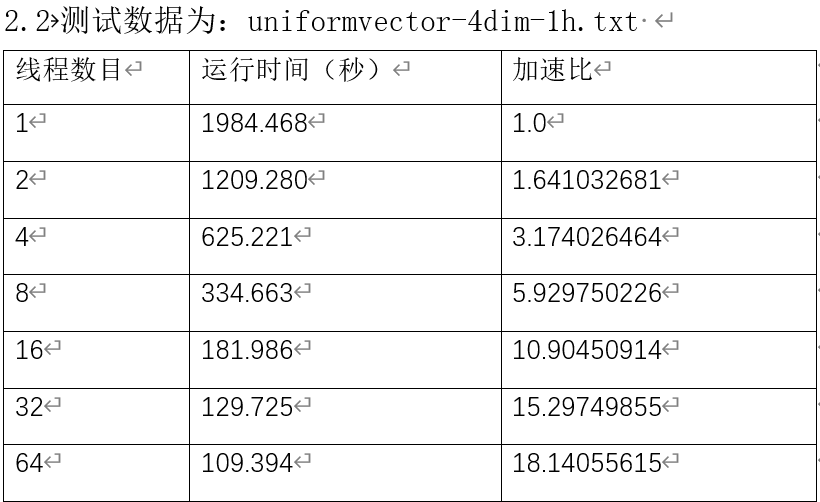 2.2 测试数据为：uniformvector-4dim-1h.txt
线程数目 运行时间（秒） 加速比
1 1984.468 1.0
2 1209.280 1.641032681
4 625.221 3.174026464
8 334.663 5.929750226
16 181.986 10.90450914
32 129.725 15.29749855
64 109.394 18.14055615